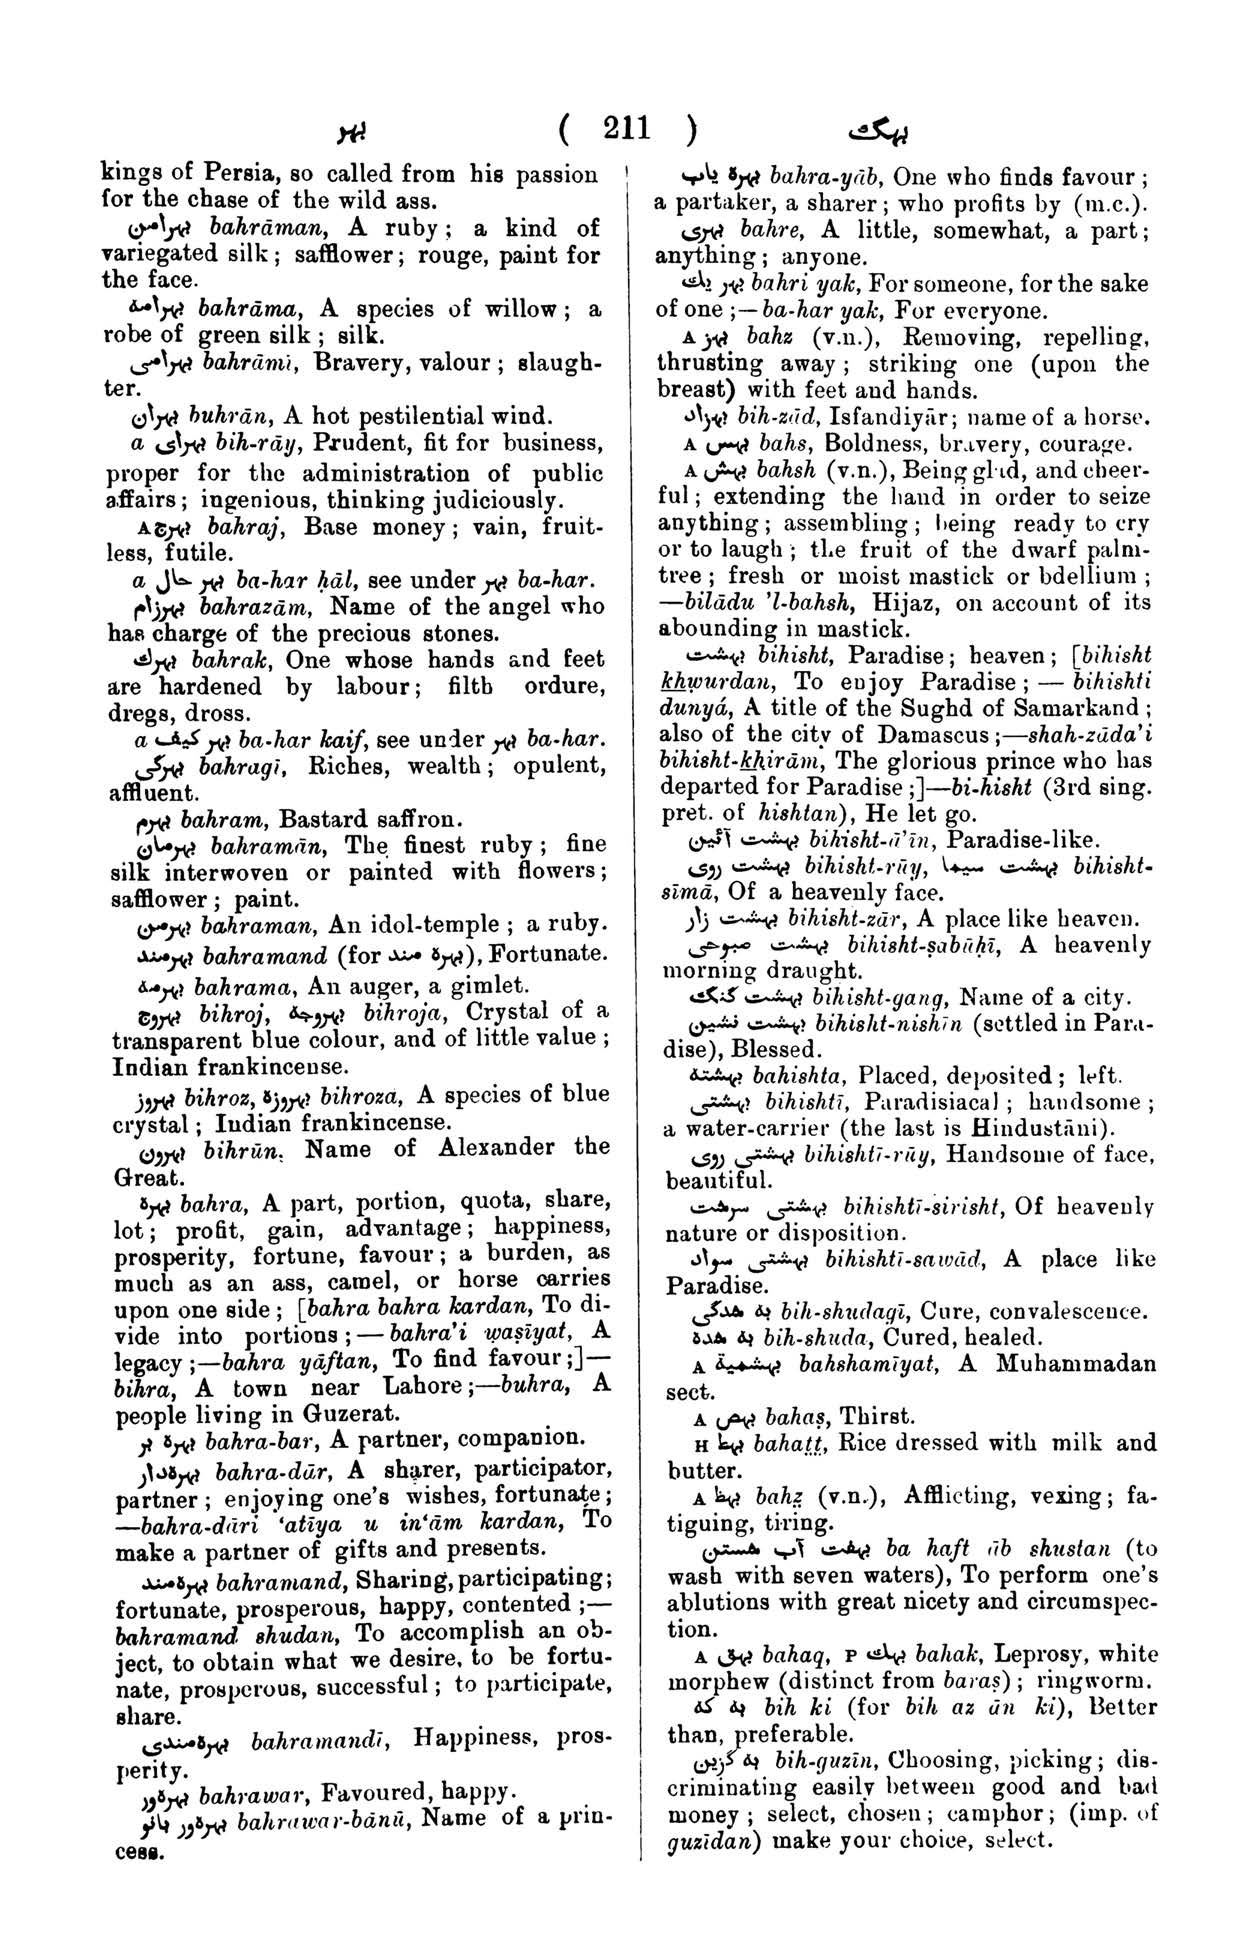 بهر ( 211 ) بهک
kings of Persia, so called from his passion
for the chase of the wild ass.
بهرامن bahrāman, A ruby; a kind of
variegated silk; safflower; rouge, paint for
the face.
بهرامه bahrāma, A species of willow; a
robe of green silk; silk.
بهرامی bahrāmī, Bravery, valour; slaugh-
ter.
بهران buhrān, A hot pestilential wind.
a بهرای bih-rāy, Prudent, fit for business,
proper for the administration of public
affairs; ingenious, thinking judiciously.
A بهرج bahraj, Base money; vain, fruit-
less, futile.
a بهر حال ba-har ḥāl, see under بهر ba-har.
بهرزام bahrazām, Name of the angel who
has charge of the precious stones.
بهرك bahrak, One whose hands and feet
are hardened by labour; filth ordure,
dregs, dross.
a بهر کیف ba-har kaif, see under بهر ba-har.
بهرگی bahragī, Riches, wealth; opulent,
affluent.
بهرم bahram, Bastard saffron.
بهرمان bahramān, The finest ruby; fine
silk interwoven or painted with flowers;
safflower; paint.
بهرمن bahraman, An idol-temple; a ruby.
بهرمند bahramand (for بهره مند), Fortunate.
بهرمه bahrama, An auger, a gimlet.
بهروج bihroj, بهروجه bihroja, Crystal of a
transparent blue colour, and of little value;
Indian frankincense.
بهروز bihroz, بهروزه bihroza, A species of blue
crystal; Indian frankincense.
بهرون bihrūn. Name of Alexander the
Great.
بهره bahra, A part, portion, quota, share,
lot; profit, gain, advantage; happiness,
prosperity, fortune, favour; a burden, as
much as an ass, camel, or horse carries
upon one side; [bahra bahra kardan, To di-
vide into portions;—bahra'i waṣīyat, A
legacy;—bahra yāftan, To find favour;]—
bihra, A town near Lahore;—buhra, A
people living in Guzerat.
بهره بر bahra-bar, A partner, companion.
بهره‌دار bahra-dār, A sharer, participator,
partner; enjoying one's wishes, fortunate;
—bahra-dāri ‘atīya u in‘ām kardan, To
make a partner of gifts and presents.
بهره‌مند bahramand, Sharing, participating;
fortunate, prosperous, happy, contented;—
bahramand shudan, To accomplish an ob-
ject, to obtain what we desire, to be fortu-
nate, prosperous, successful; to participate,
share.
بهره‌مندی bahramandī, Happiness, pros-
perity.
بهره‌ور bahrawar, Favoured, happy.
بهره‌ور بانو bahrawar-bānū, Name of a prin-
cess.
بهره یاب bahra-yāb, One who finds favour;
a partaker, a sharer; who profits by (m.c.).
بهری bahre, A little, somewhat, a part;
anything; anyone.
بهر یك bahri yak, For someone, for the sake
of one;—ba-har yak, For everyone.
A بهز bahz (v.n.), Removing, repelling,
thrusting away; striking one (upon the
breast) with feet and hands.
بهزاد bih-zād, Isfandiyār; name of a horse.
A بهس bahs, Boldness, bravery, courage.
A بهش bahsh (v.n.), Being glad, and cheer-
ful; extending the hand in order to seize
anything; assembling; being ready to cry
or to laugh; the fruit of the dwarf palm-
tree; fresh or moist mastick or bdellium;
—bilādu 'l-bahsh, Hijaz, on account of its
abounding in mastick.
بهشت bihisht, Paradise; heaven; [bihisht
khwurdan, To enjoy Paradise;—bihishti
dunyá, A title of the Sughd of Samarkand;
also of the city of Damascus;—shah-zāda'i
bihisht-khirām, The glorious prince who has
departed for Paradise;]—bi-hisht (3rd sing.
pret. of hishtan), He let go.
بهشت آئین bihisht-ā'īn, Paradise-like.
بهشت روی bihisht-rūy, بهشت سیما bihisht-
sīmā, Of a heavenly face.
بهشت زار bihisht-zār, A place like heaven.
بهشت صبوحی bihisht-ṣabūḥī, A heavenly
morning draught.
بهشت گنگ bihisht-gang, Name of a city.
بهشت نشین bihisht-nishīn (settled in Para-
dise), Blessed.
بهشته bahishta, Placed, deposited; left.
بهشتی bihishtī, Paradisiacal; handsome;
a water-carrier (the last is Hindustāni).
بهشتی روی bihishtī-rūy, Handsome of face,
beautiful.
بهشتی سرشت bihishtī-sirisht, Of heavenly
nature or disposition.
بهشتی سواد bihishtī-sawād, A place like
Paradise.
به شدگی bih-shudagī, Cure, convalescence.
به شده bih-shuda, Cured, healed.
A بهشمیة bahshamīyat, A Muhammadan
sect.
A بهص bahaṣ, Thirst.
H بهط bahaṭṭ, Rice dressed with milk and
butter.
A بهظ bahẓ (v.n.), Afflicting, vexing; fa-
tiguing, tiring.
بهفت آب شستن ba haft āb shustan (to
wash with seven waters), To perform one's
ablutions with great nicety and circumspec-
tion.
A بهق bahaq, P بهك bahak, Leprosy, white
morphew (distinct from baraṣ); ringworm.
به که bih ki (for bih az ān ki), Better
than, preferable.
به گزین bih-guzīn, Choosing, picking; dis-
criminating easily between good and bad
money; select, chosen; camphor; (imp. of
guzīdan) make your choice, select.